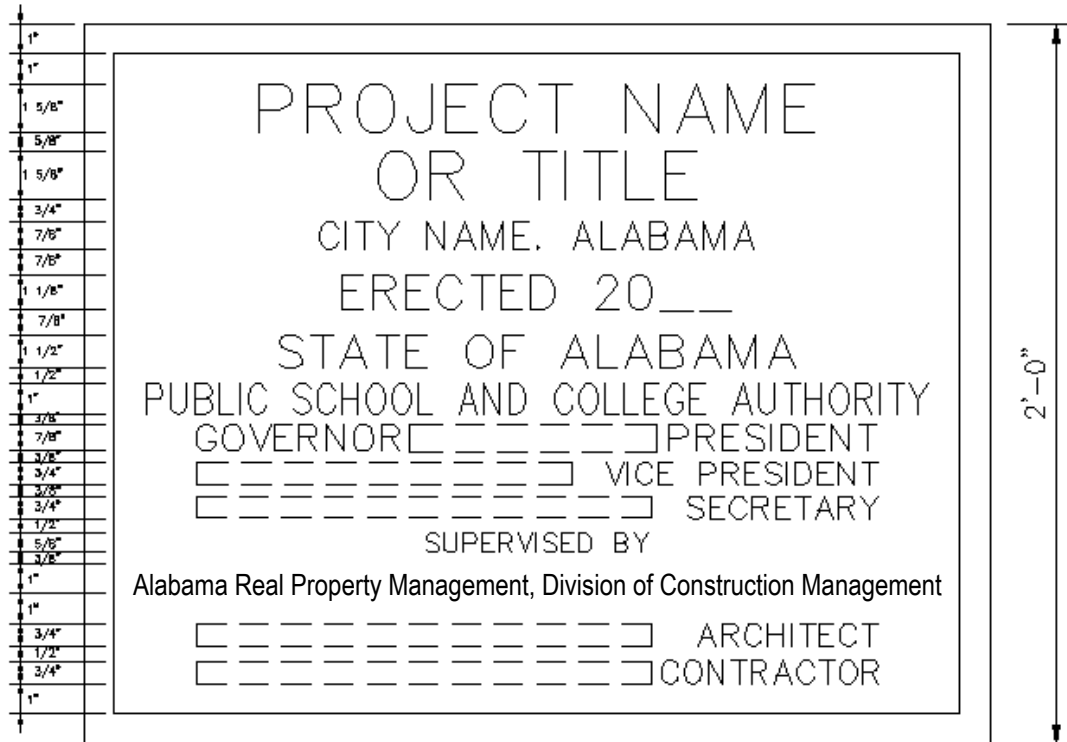 1"
1"
1 5/8"
5/8"
1 5/8"
3/4"
7/8"
7/8"
1 1/8"
7/8"
1 1/2"
1/2"
1"
3/8"
7/8"
3/8"
3/4"
3/8"
3/4"
1/2"
5/8"
3/8"
1"
1"
3/4"
1/2"
3/4"
1"
PROJECT NAME
OR TITLE
CITY NAME. ALABAMA
ERECTED 20__
STATE OF ALABAMA
PUBLIC SCHOOL AND COLLEGE AUTHORITY
GOVERNOR PRESIDENT
VICE PRESIDENT
SECRETARY
SUPERVISED BY
Alabama Real Property Management, Division of Construction Management
ARCHITECT
CONTRACTOR
2'-0"